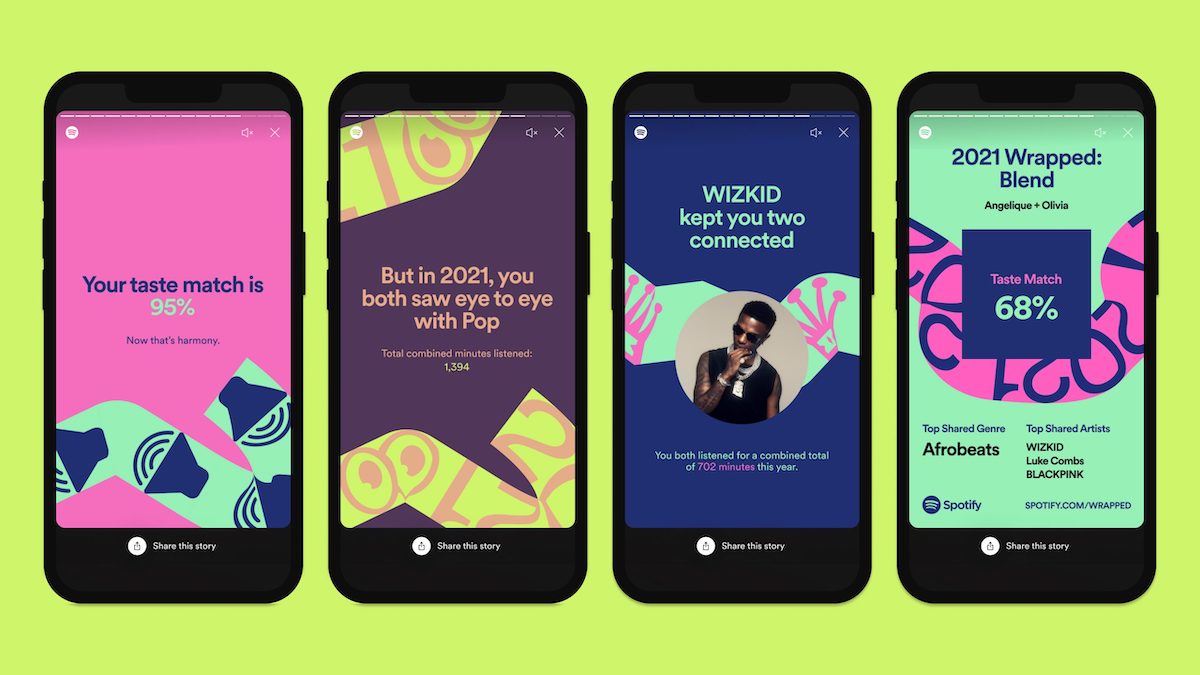 Your taste match is
95%
Now that's harmony.
Share this story
But in 2021, you
both saw eye to eye
with Pop
Total combined minutes listened:
1,394
Share this story
WIZKID
kept you two
connected
You both listened for a combined total
of 702 minutes this year.
Share this story
2021 Wrapped:
Blend
Angelique + Olivia
Taste Match
68%
Top Shared Genre
Afrobeats
Top Shared Artists
WIZKID
Luke Combs
BLACKPINK
Spotify
SPOTIFY.COM/WRAPPED
Share this story